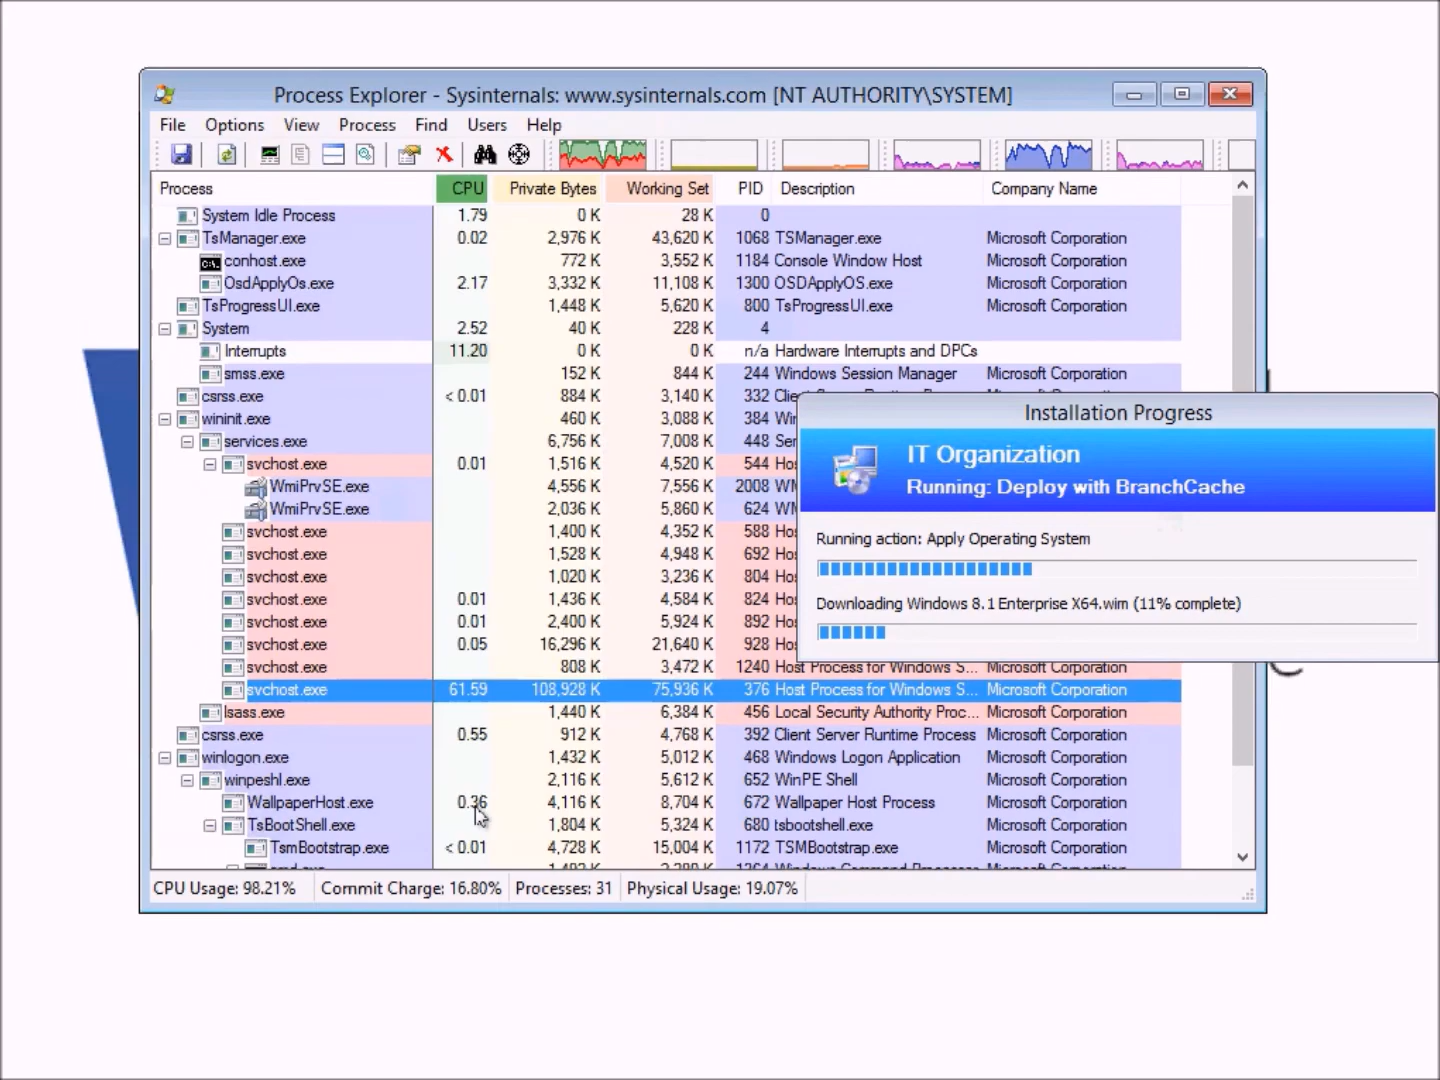 Process Explorer - Sysinternals: www.sysinternals.com [NT AUTHORITY\SYSTEM]
File Options View Process Find Users Help
Process CPU Private Bytes Working Set PID Description Company Name
System Idle Process 1.79 0 K 28 K 0
TsManager.exe 0.02 2,976 K 43,620 K 1068 TSManager.exe Microsoft Corporation
conhost.exe 772 K 3,552 K 1184 Console Window Host Microsoft Corporation
OsdApplyOs.exe 2.17 3,332 K 11,108 K 1300 OSDApplyOS.exe Microsoft Corporation
TsProgressUI.exe 1,448 K 5,620 K 800 TsProgressUI.exe Microsoft Corporation
System 2.52 40 K 228 K 4
Interrupts 11.20 0 K 0 K n/a Hardware Interrupts and DPCs
smss.exe 152 K 844 K 244 Windows Session Manager Microsoft Corporation
csrss.exe < 0.01 884 K 3,140 K 332
wininit.exe 460 K 3,088 K 384
services.exe 6,756 K 7,008 K 448
svchost.exe 0.01 1,516 K 4,520 K 544
WmiPrvSE.exe 4,556 K 7,556 K 2008
WmiPrvSE.exe 2,036 K 5,860 K 624
svchost.exe 1,400 K 4,352 K 588
svchost.exe 1,528 K 4,948 K 692
svchost.exe 1,020 K 3,236 K 804
svchost.exe 0.01 1,436 K 4,584 K 824
svchost.exe 0.01 2,400 K 5,924 K 892
svchost.exe 0.05 16,296 K 21,640 K 928
svchost.exe 808 K 3,472 K 1240 Host Process for Windows S... Microsoft Corporation
svchost.exe 61.59 108,928 K 75,936 K 376 Host Process for Windows S... Microsoft Corporation
lsass.exe 1,440 K 6,384 K 456 Local Security Authority Proc... Microsoft Corporation
csrss.exe 0.55 912 K 4,768 K 392 Client Server Runtime Process Microsoft Corporation
winlogon.exe 1,432 K 5,012 K 468 Windows Logon Application Microsoft Corporation
winpeshl.exe 2,116 K 5,612 K 652 WinPE Shell Microsoft Corporation
WallpaperHost.exe 0.36 4,116 K 8,704 K 672 Wallpaper Host Process Microsoft Corporation
TsBootShell.exe 1,804 K 5,324 K 680 tsbootshell.exe Microsoft Corporation
TsmBootstrap.exe < 0.01 4,728 K 15,004 K 1172 TSMBootstrap.exe Microsoft Corporation
CPU Usage: 98.21% Commit Charge: 16.80% Processes: 31 Physical Usage: 19.07%
Installation Progress
IT Organization
Running: Deploy with BranchCache
Running action: Apply Operating System
Downloading Windows 8.1 Enterprise X64.wim (11% complete)